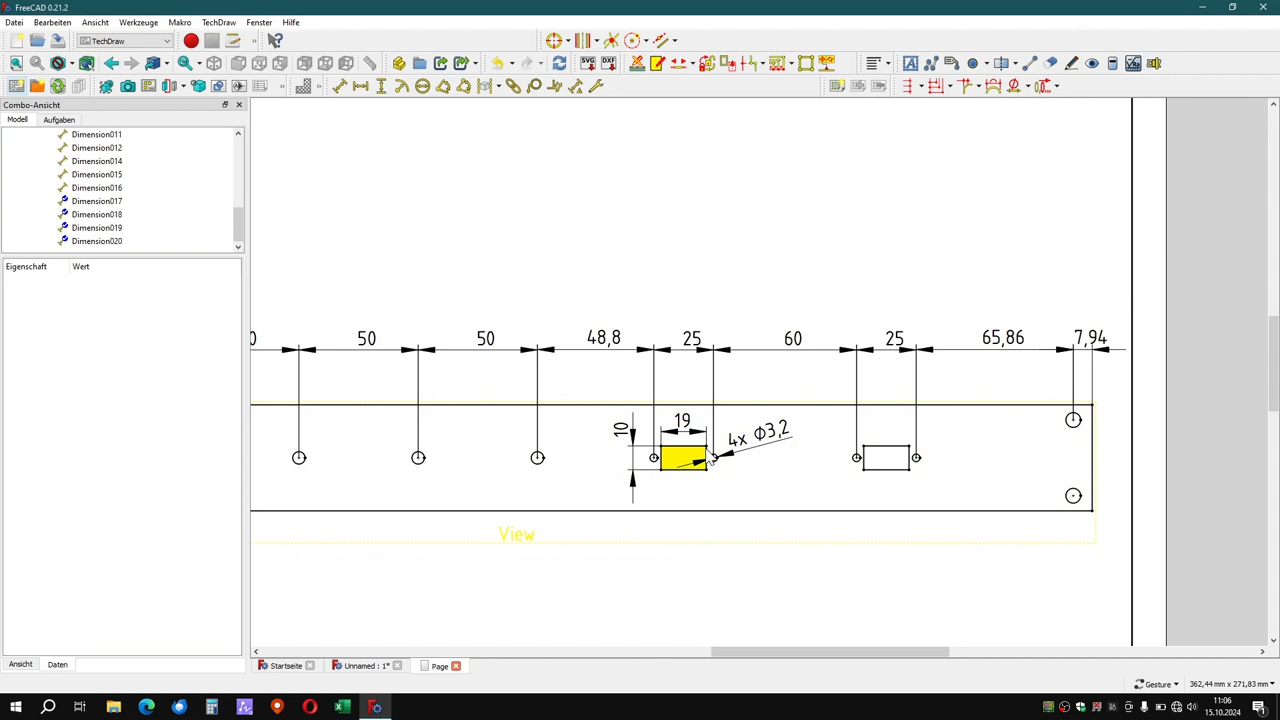 FreeCAD 0.21.2
Datei Bearbeiten Ansicht Werkzeuge Makro TechDraw Fenster Hilfe
TechDraw
SVG DXF
Combo-Ansicht
Modell Aufgaben
Dimension011
Dimension012
Dimension014
Dimension015
Dimension016
Dimension017
Dimension018
Dimension019
Dimension020
Eigenschaft Wert
0 50 50 48,8 25 60 25 65,86 7,94
10 19 4x Φ3,2
View
Ansicht Daten
Startseite Unnamed : 1* Page
Gesture 362,44 mm x 271,83 mm
11:06
15.10.2024